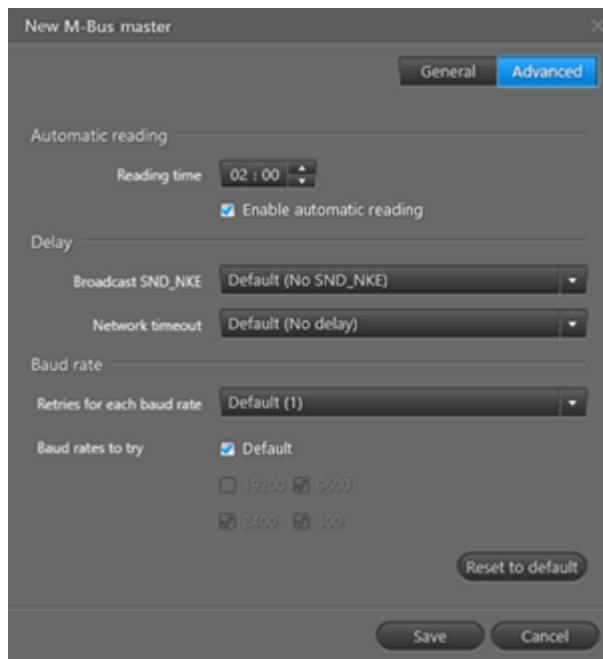 New M-Bus master
General Advanced
Automatic reading
Reading time 02 : 00
Enable automatic reading
Delay
Broadcast SND_NKE Default (No SND_NKE)
Network timeout Default (No delay)
Baud rate
Retries for each baud rate Default (1)
Baud rates to try Default
19200 9600
2400 300
Reset to default
Save Cancel